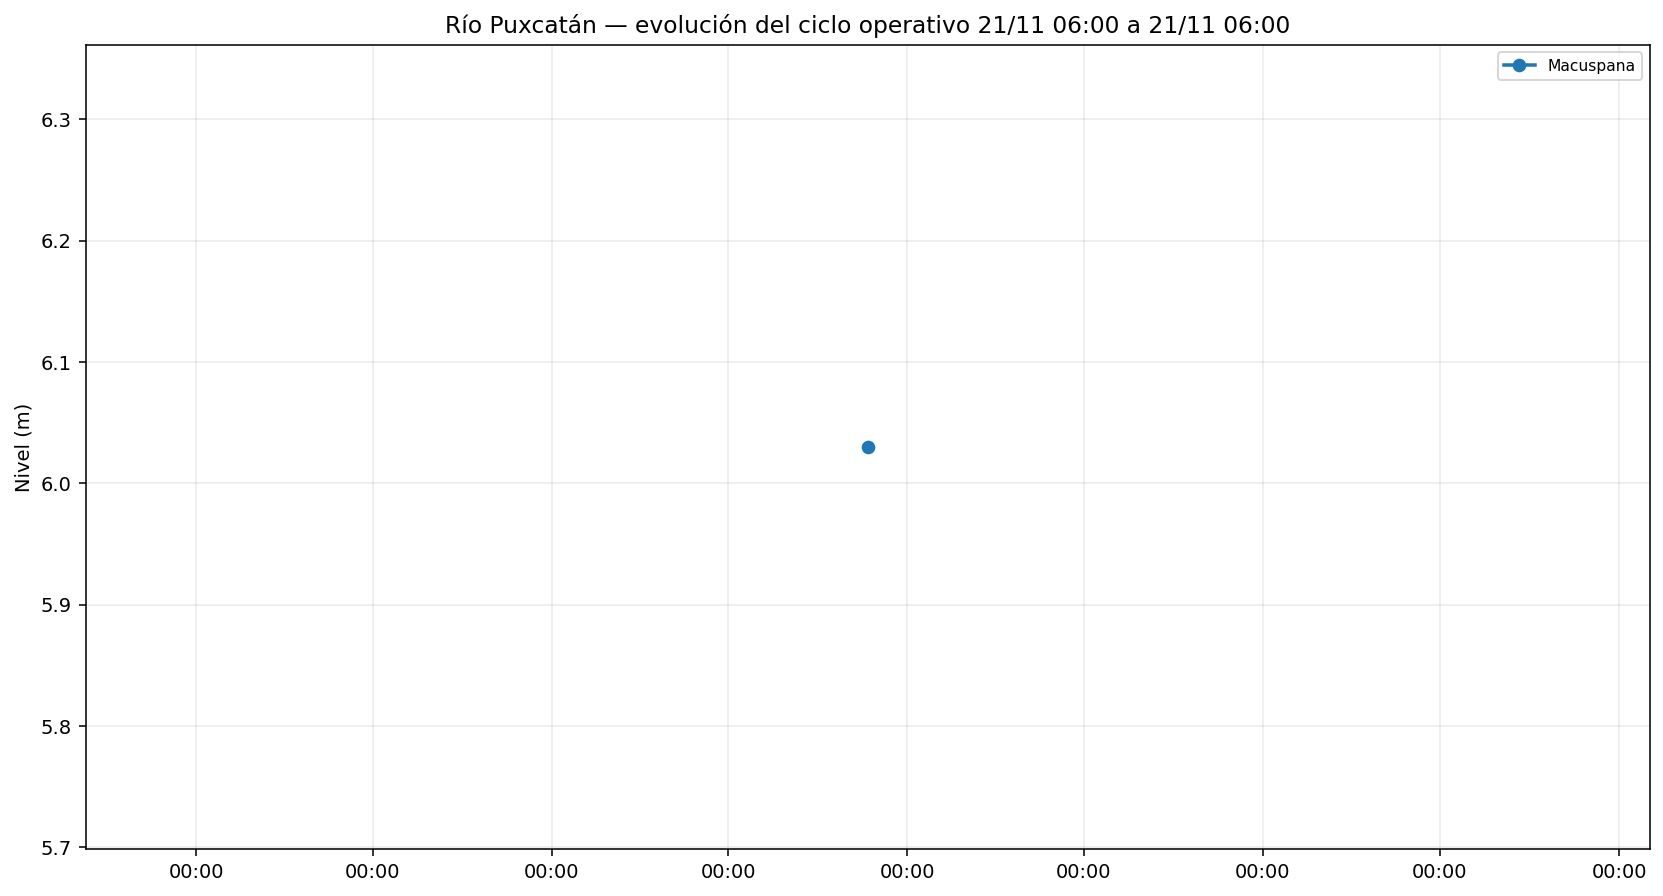 Río Puxcatán — evolución del ciclo operativo 21/11 06:00 a 21/11 06:00
Macuspana
6.3
6.2
6.1
6.0
5.9
5.8
5.7
Nivel (m)
00:00 00:00 00:00 00:00 00:00 00:00 00:00 00:00 00:00